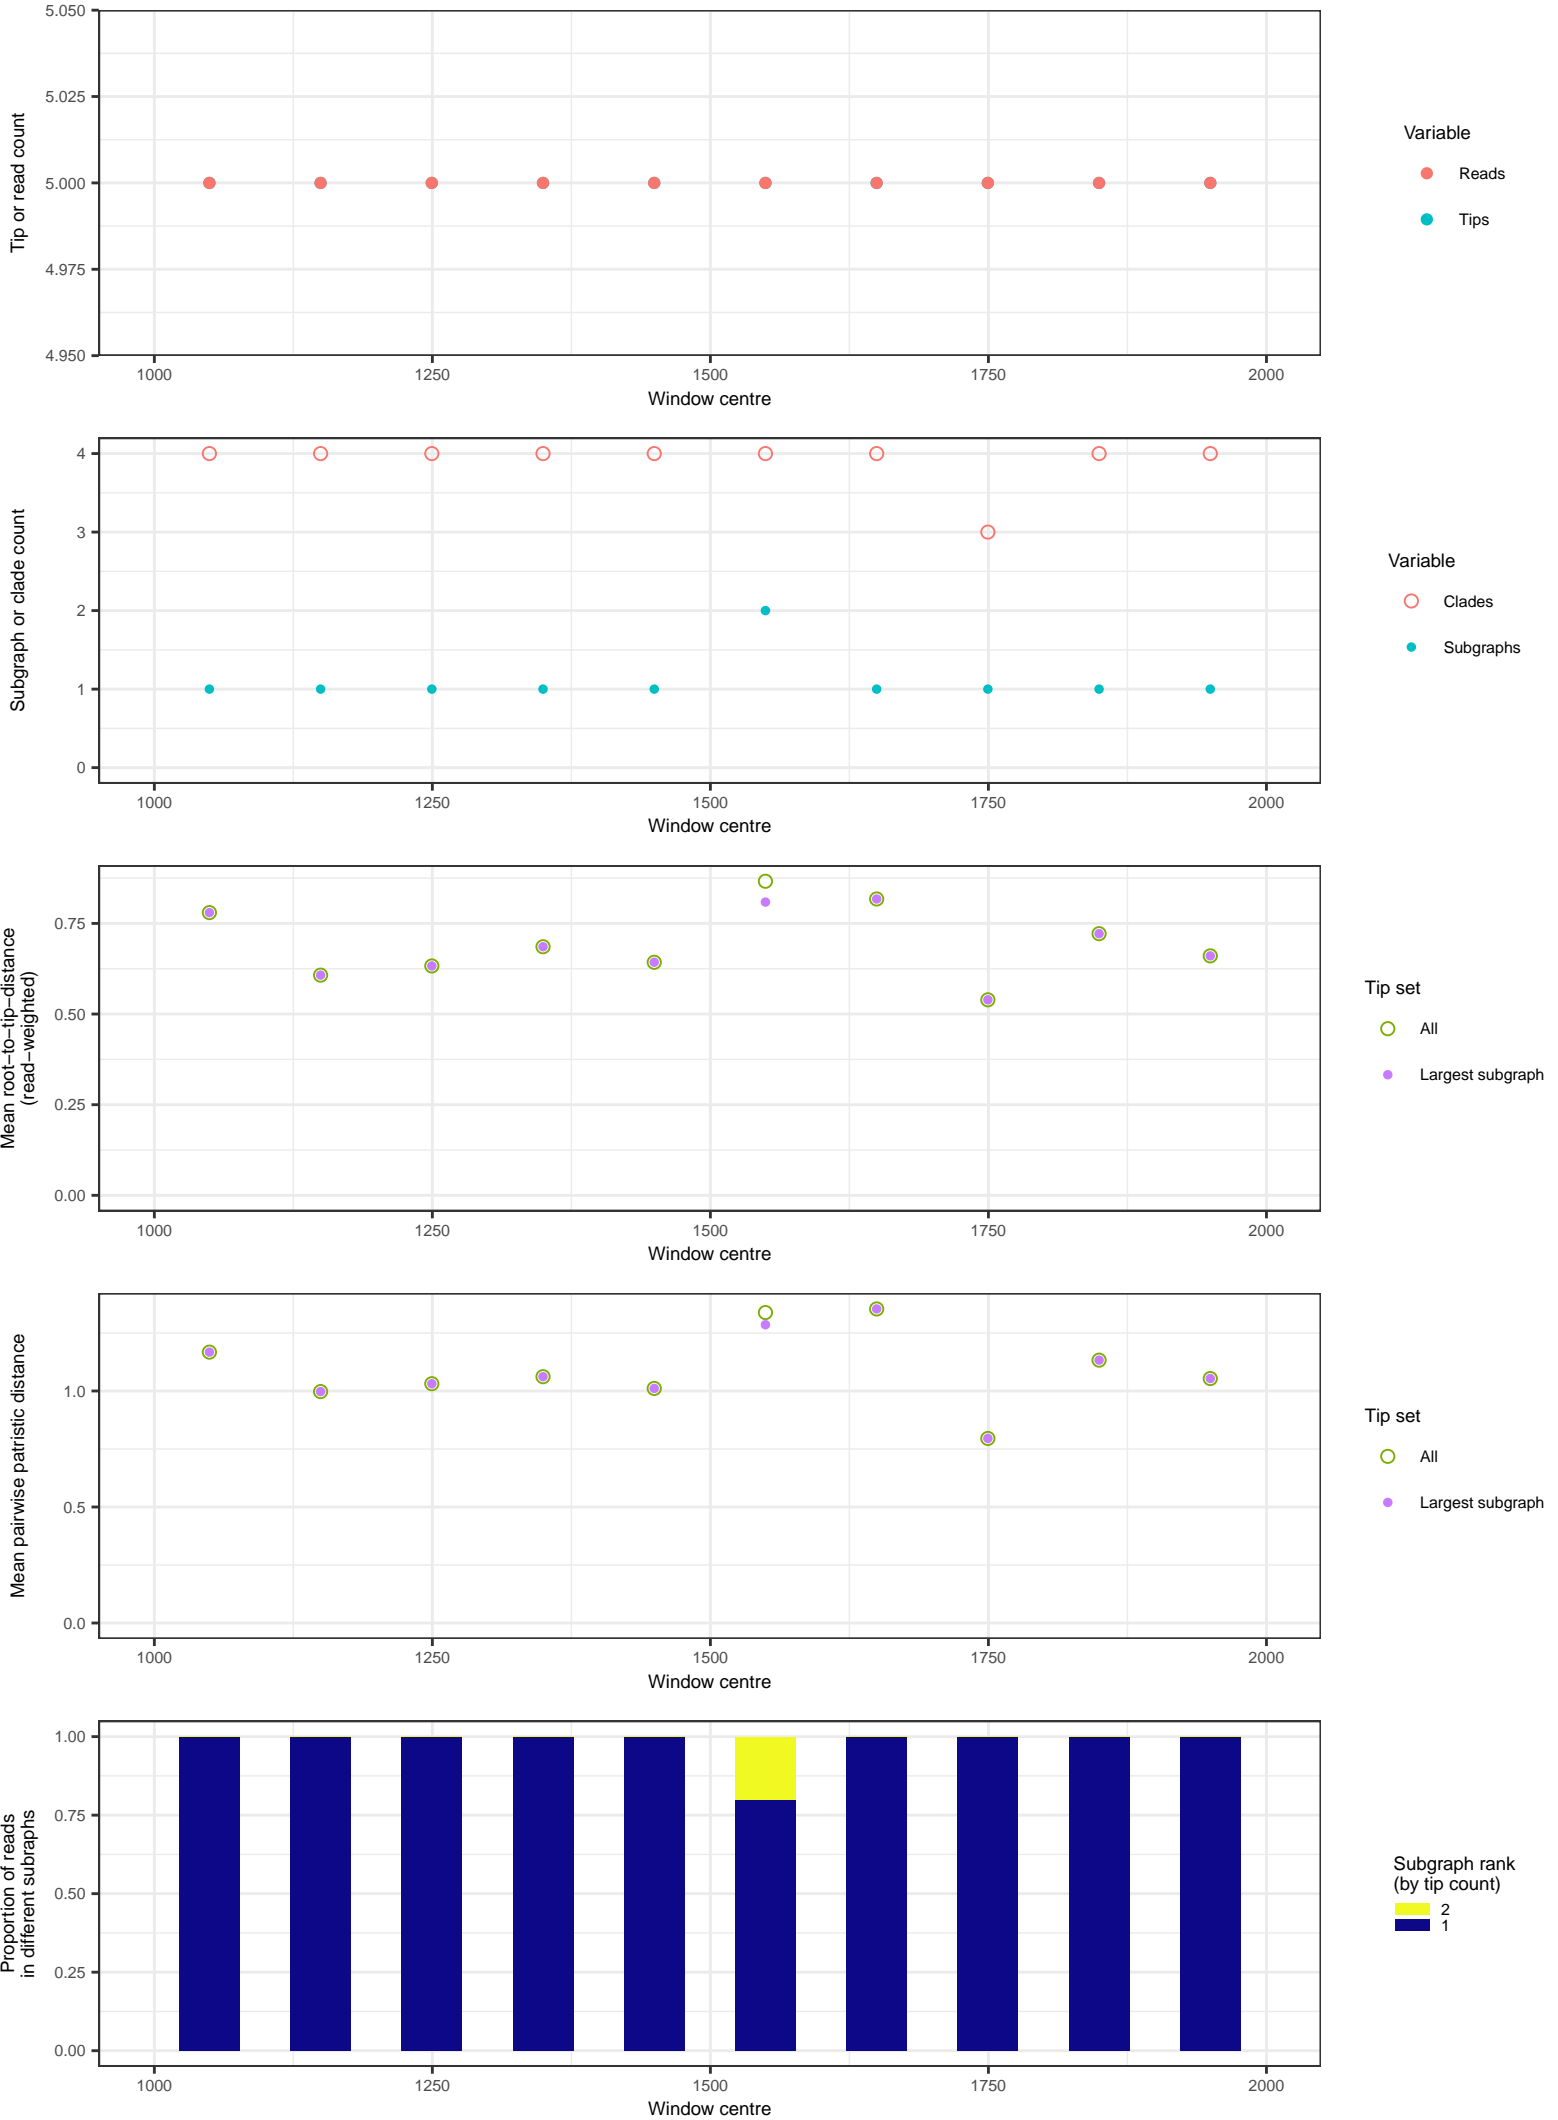 5.050
5.025
5.000
4.975
4.950
Tip or read count
1000 1250 1500 1750 2000
Window centre
Variable
Reads
Tips
4
3
2
1
0
Subgraph or clade count
1000 1250 1500 1750 2000
Window centre
Variable
Clades
Subgraphs
0.75
0.50
0.25
0.00
Mean root−to−tip−distance
(read−weighted)
1000 1250 1500 1750 2000
Window centre
Tip set
All
Largest subgraph
1.0
0.5
0.0
Mean pairwise patristic distance
1000 1250 1500 1750 2000
Window centre
Tip set
All
Largest subgraph
1.00
0.75
0.50
0.25
0.00
Proportion of reads
in different subraphs
1000 1250 1500 1750 2000
Window centre
Subgraph rank
(by tip count)
2
1